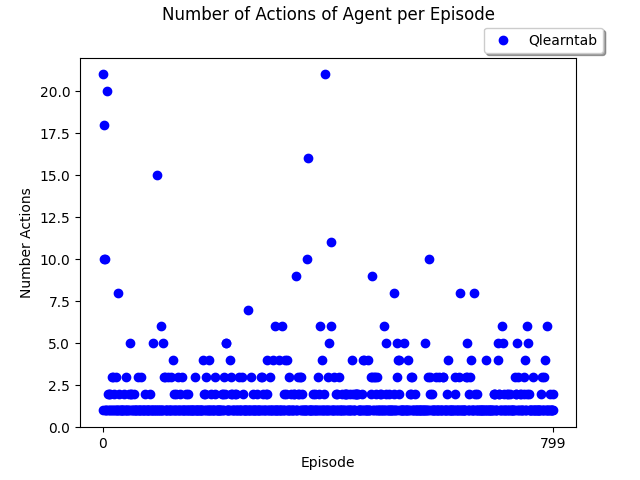 Number of Actions of Agent per Episode
Qlearntab
20.0
17.5
15.0
12.5
10.0
7.5
5.0
2.5
0.0
Number Actions
0
799
Episode